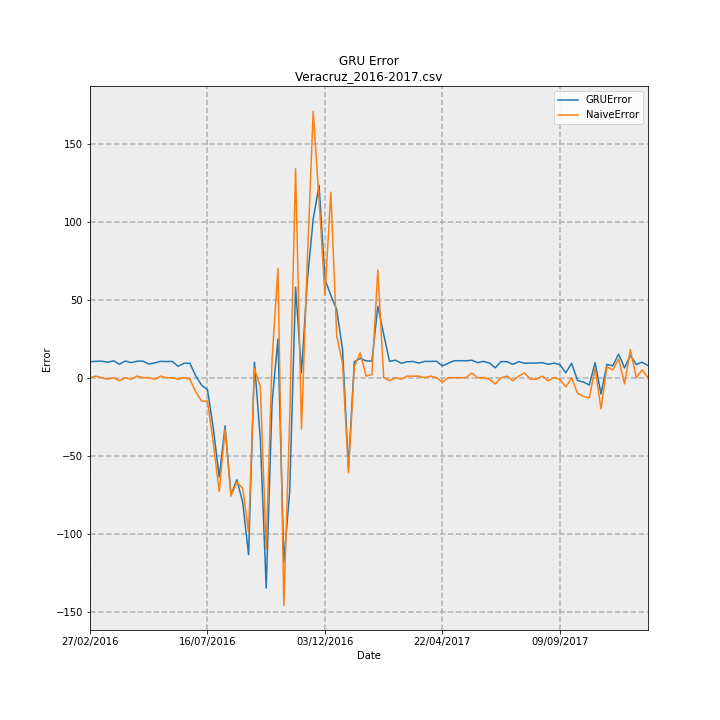 GRU Error
Veracruz_2016-2017.csv
GRUError
NaiveError
150
100
50
0
−50
−100
−150
Error
27/02/2016
16/07/2016
03/12/2016
22/04/2017
09/09/2017
Date